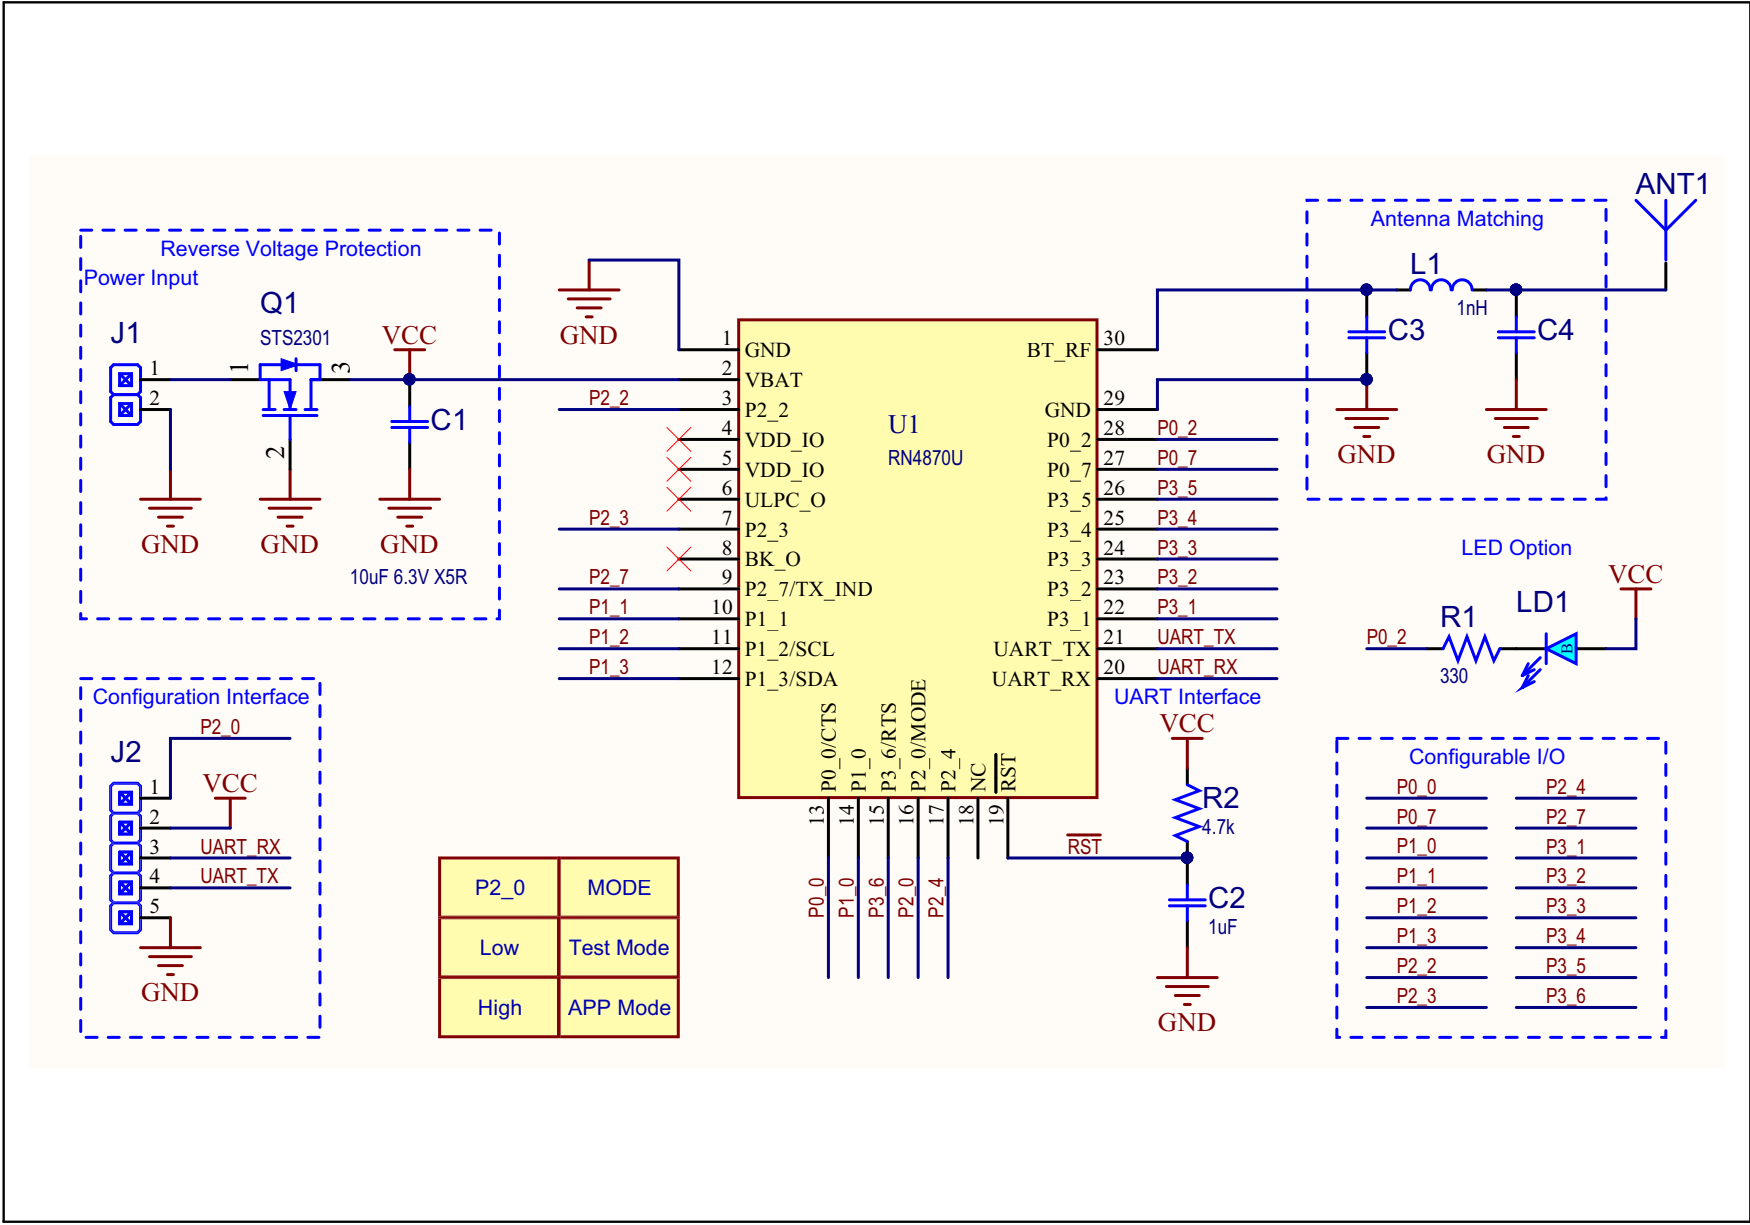 Reverse Voltage Protection
Power Input
J1
1
2
Q1
STS2301
1
3
2
VCC
C1
10uF 6.3V X5R
GND
GND
GND
Configuration Interface
J2
P2_0
VCC
UART_RX
UART_TX
1
2
3
4
5
GND
P2_0 MODE
Low Test Mode
High APP Mode
GND
P2_2
P2_3
P2_7
P1_1
P1_2
P1_3
U1
RN4870U
1 GND
2 VBAT
3 P2_2
4 VDD_IO
5 VDD_IO
6 ULPC_O
7 P2_3
8 BK_O
9 P2_7/TX_IND
10 P1_1
11 P1_2/SCL
12 P1_3/SDA
P0_0/CTS 13 P0_0
P1_0 14 P1_0
P3_6/RTS 15 P3_6
P2_0/MODE 16 P2_0
P2_4 17 P2_4
NC 18
RST 19
BT_RF 30
GND 29
P0_2 28 P0_2
P0_7 27 P0_7
P3_5 26 P3_5
P3_4 25 P3_4
P3_3 24 P3_3
P3_2 23 P3_2
P3_1 22 P3_1
UART_TX 21 UART_TX
UART_RX 20 UART_RX
UART Interface
VCC
R2
4.7k
RST
C2
1uF
GND
Antenna Matching
ANT1
L1
1nH
C3
C4
GND
GND
LED Option
VCC
P0_2
R1
330
LD1
B
Configurable I/O
P0_0 P2_4
P0_7 P2_7
P1_0 P3_1
P1_1 P3_2
P1_2 P3_3
P1_3 P3_4
P2_2 P3_5
P2_3 P3_6